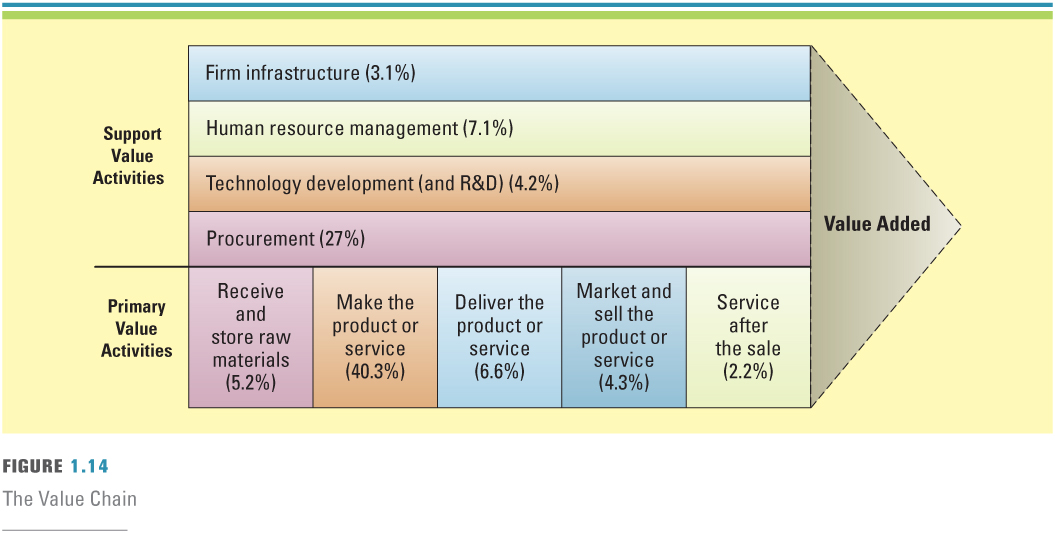 Firm infrastructure (3.1%)
Support
Value
Activities
Human resource management (7.1%)
Technology development (and R&D) (4.2%)
Procurement (27%)
Value Added
Primary
Value
Activities
Receive
and
store raw
materials
(5.2%)
Make the
product or
service
(40.3%)
Deliver the
product or
service
(6.6%)
Market and
sell the
product or
service
(4.3%)
Service
after
the sale
(2.2%)
FIGURE 1.14
The Value Chain